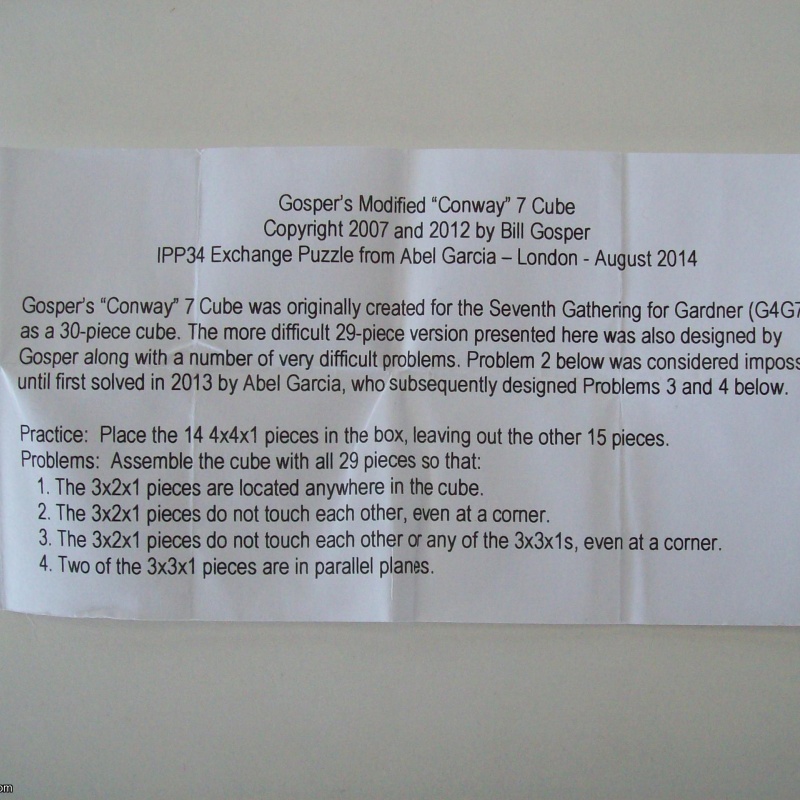 Gosper's Modified "Conway" 7 Cube
Copyright 2007 and 2012 by Bill Gosper
IPP34 Exchange Puzzle from Abel Garcia – London - August 2014
Gosper's "Conway" 7 Cube was originally created for the Seventh Gathering for Gardner (G4G7
as a 30-piece cube. The more difficult 29-piece version presented here was also designed by
Gosper along with a number of very difficult problems. Problem 2 below was considered imposs
until first solved in 2013 by Abel Garcia, who subsequently designed Problems 3 and 4 below.
Practice: Place the 14 4x4x1 pieces in the box, leaving out the other 15 pieces.
Problems: Assemble the cube with all 29 pieces so that:
1. The 3x2x1 pieces are located anywhere in the cube.
2. The 3x2x1 pieces do not touch each other, even at a corner.
3. The 3x2x1 pieces do not touch each other or any of the 3x3x1s, even at a corner.
4. Two of the 3x3x1 pieces are in parallel planes.
om